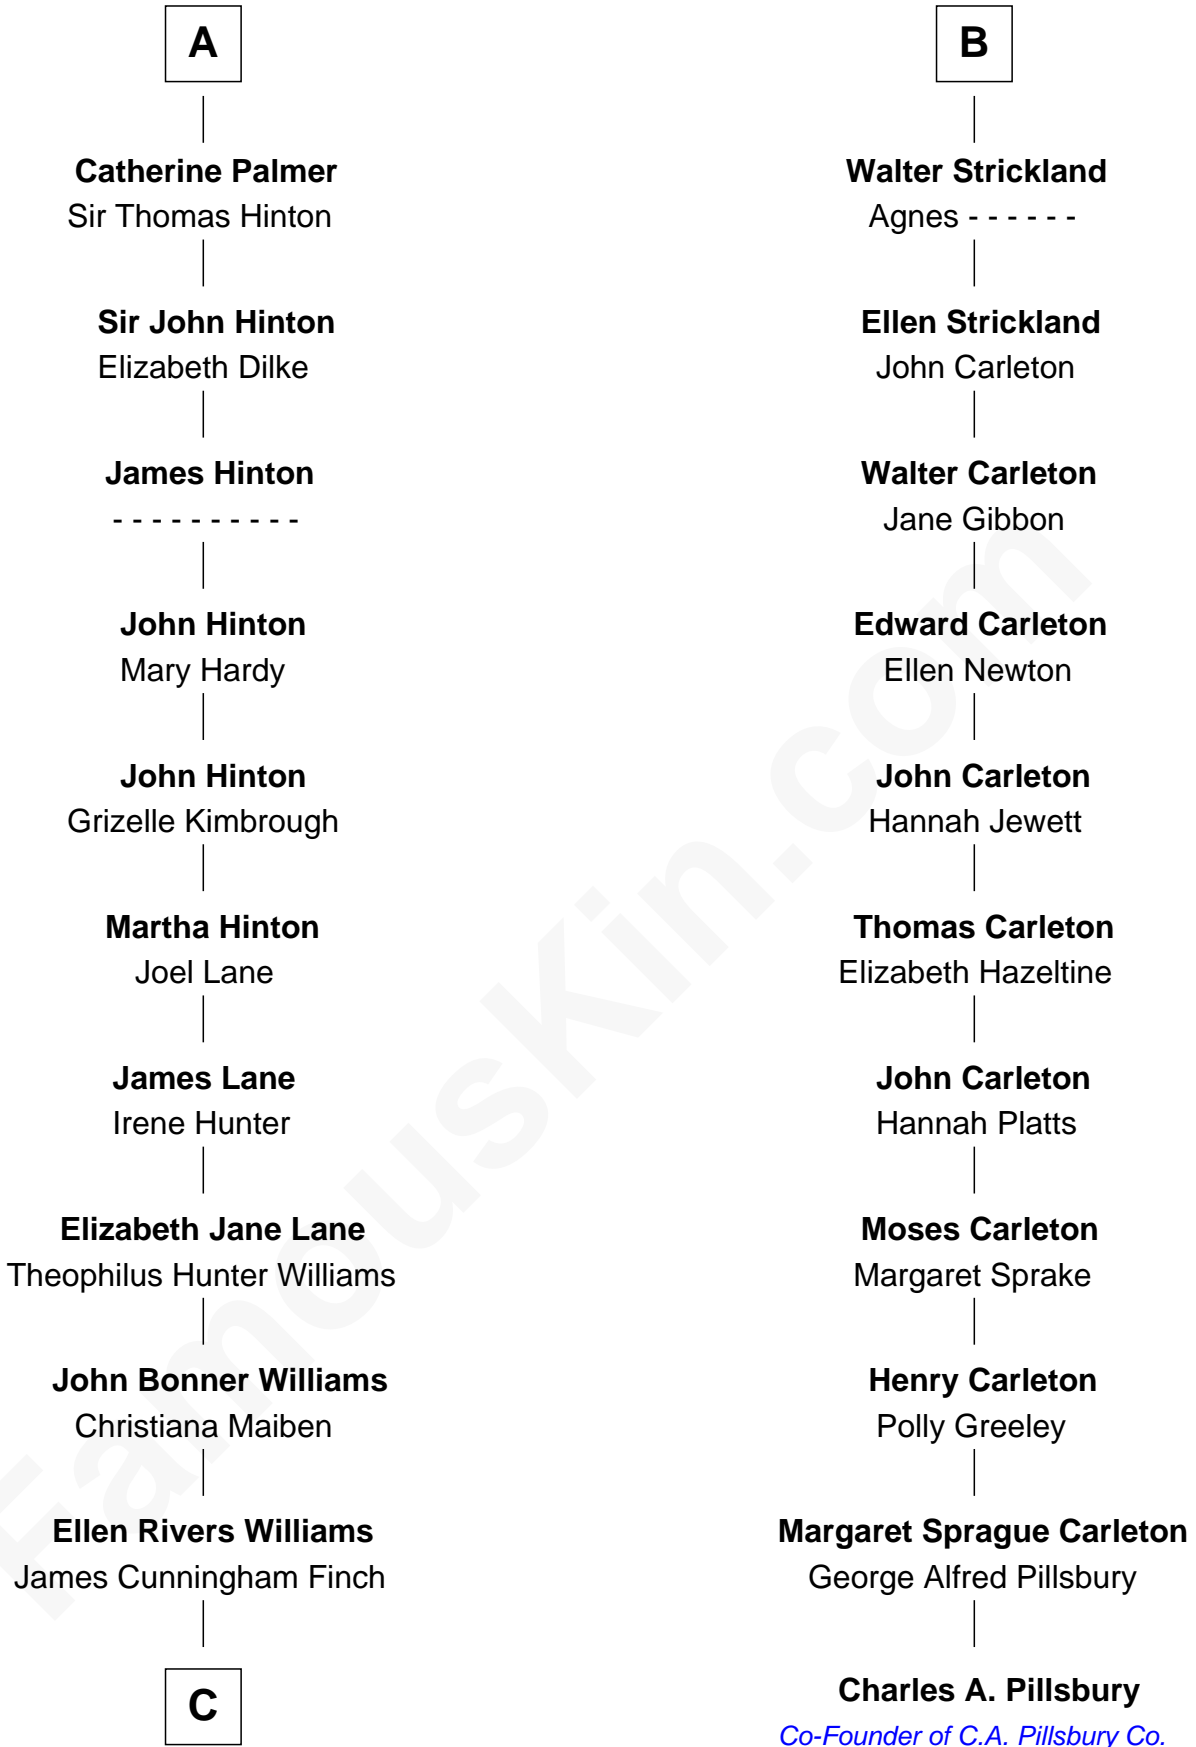 A
Catherine Palmer
Sir Thomas Hinton
Sir John Hinton
Elizabeth Dilke
James Hinton
- - - - - - - - - -
John Hinton
Mary Hardy
John Hinton
Grizelle Kimbrough
Martha Hinton
Joel Lane
James Lane
Irene Hunter
Elizabeth Jane Lane
Theophilus Hunter Williams
John Bonner Williams
Christiana Maiben
Ellen Rivers Williams
James Cunningham Finch
C
B
Walter Strickland
Agnes - - - - - -
Ellen Strickland
John Carleton
Walter Carleton
Jane Gibbon
Edward Carleton
Ellen Newton
John Carleton
Hannah Jewett
Thomas Carleton
Elizabeth Hazeltine
John Carleton
Hannah Platts
Moses Carleton
Margaret Sprake
Henry Carleton
Polly Greeley
Margaret Sprague Carleton
George Alfred Pillsbury
Charles A. Pillsbury
Co-Founder of C.A. Pillsbury Co.
FamousKin.com